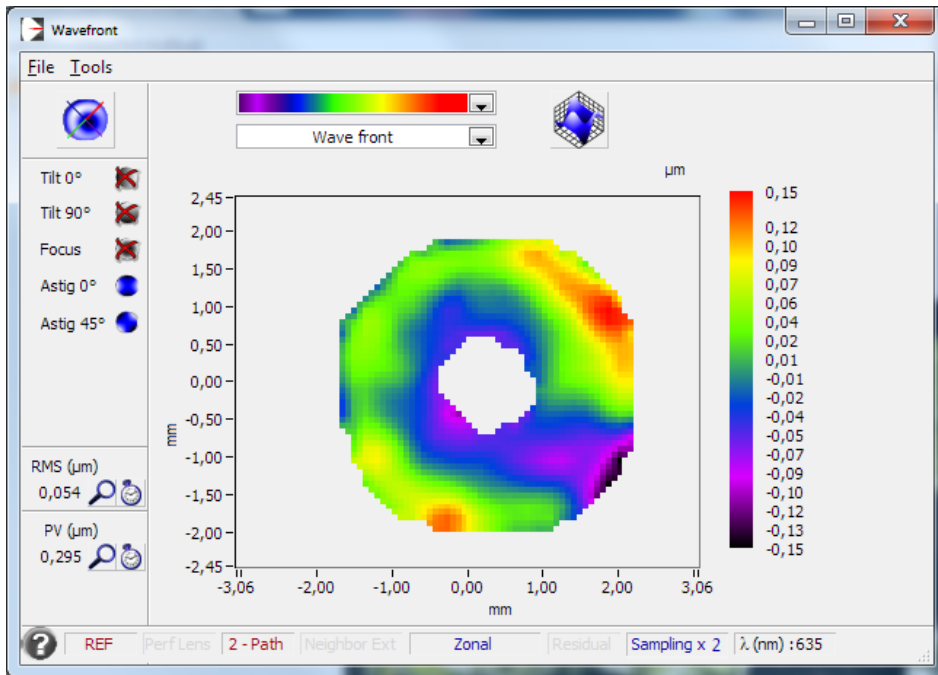 Wavefront
File Tools
Wave front
Tilt 0°
Tilt 90°
Focus
Astig 0°
Astig 45°
RMS (µm)
0,054
PV (µm)
0,295
µm
2,45
2,00
1,50
1,00
0,50
0,00
-0,50
-1,00
-1,50
-2,00
-2,45
mm
-3,06 -2,00 -1,00 0,00 1,00 2,00 3,06
mm
0,15
0,12
0,10
0,09
0,07
0,06
0,04
0,02
0,01
-0,01
-0,02
-0,04
-0,05
-0,07
-0,09
-0,10
-0,12
-0,13
-0,15
? REF Perf Lens 2 - Path Neighbor Ext Zonal Residual Sampling x 2 λ (nm) :635